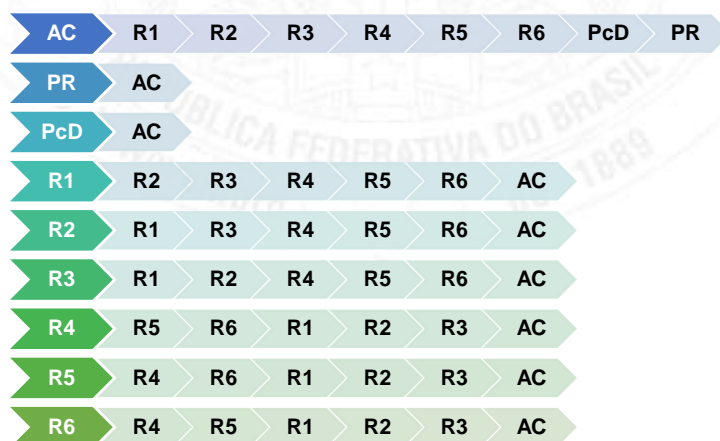 AC R1 R2 R3 R4 R5 R6 PcD PR
PR AC
PcD AC
R1 R2 R3 R4 R5 R6 AC
R2 R1 R3 R4 R5 R6 AC
R3 R1 R2 R4 R5 R6 AC
R4 R5 R6 R1 R2 R3 AC
R5 R4 R6 R1 R2 R3 AC
R6 R4 R5 R1 R2 R3 AC